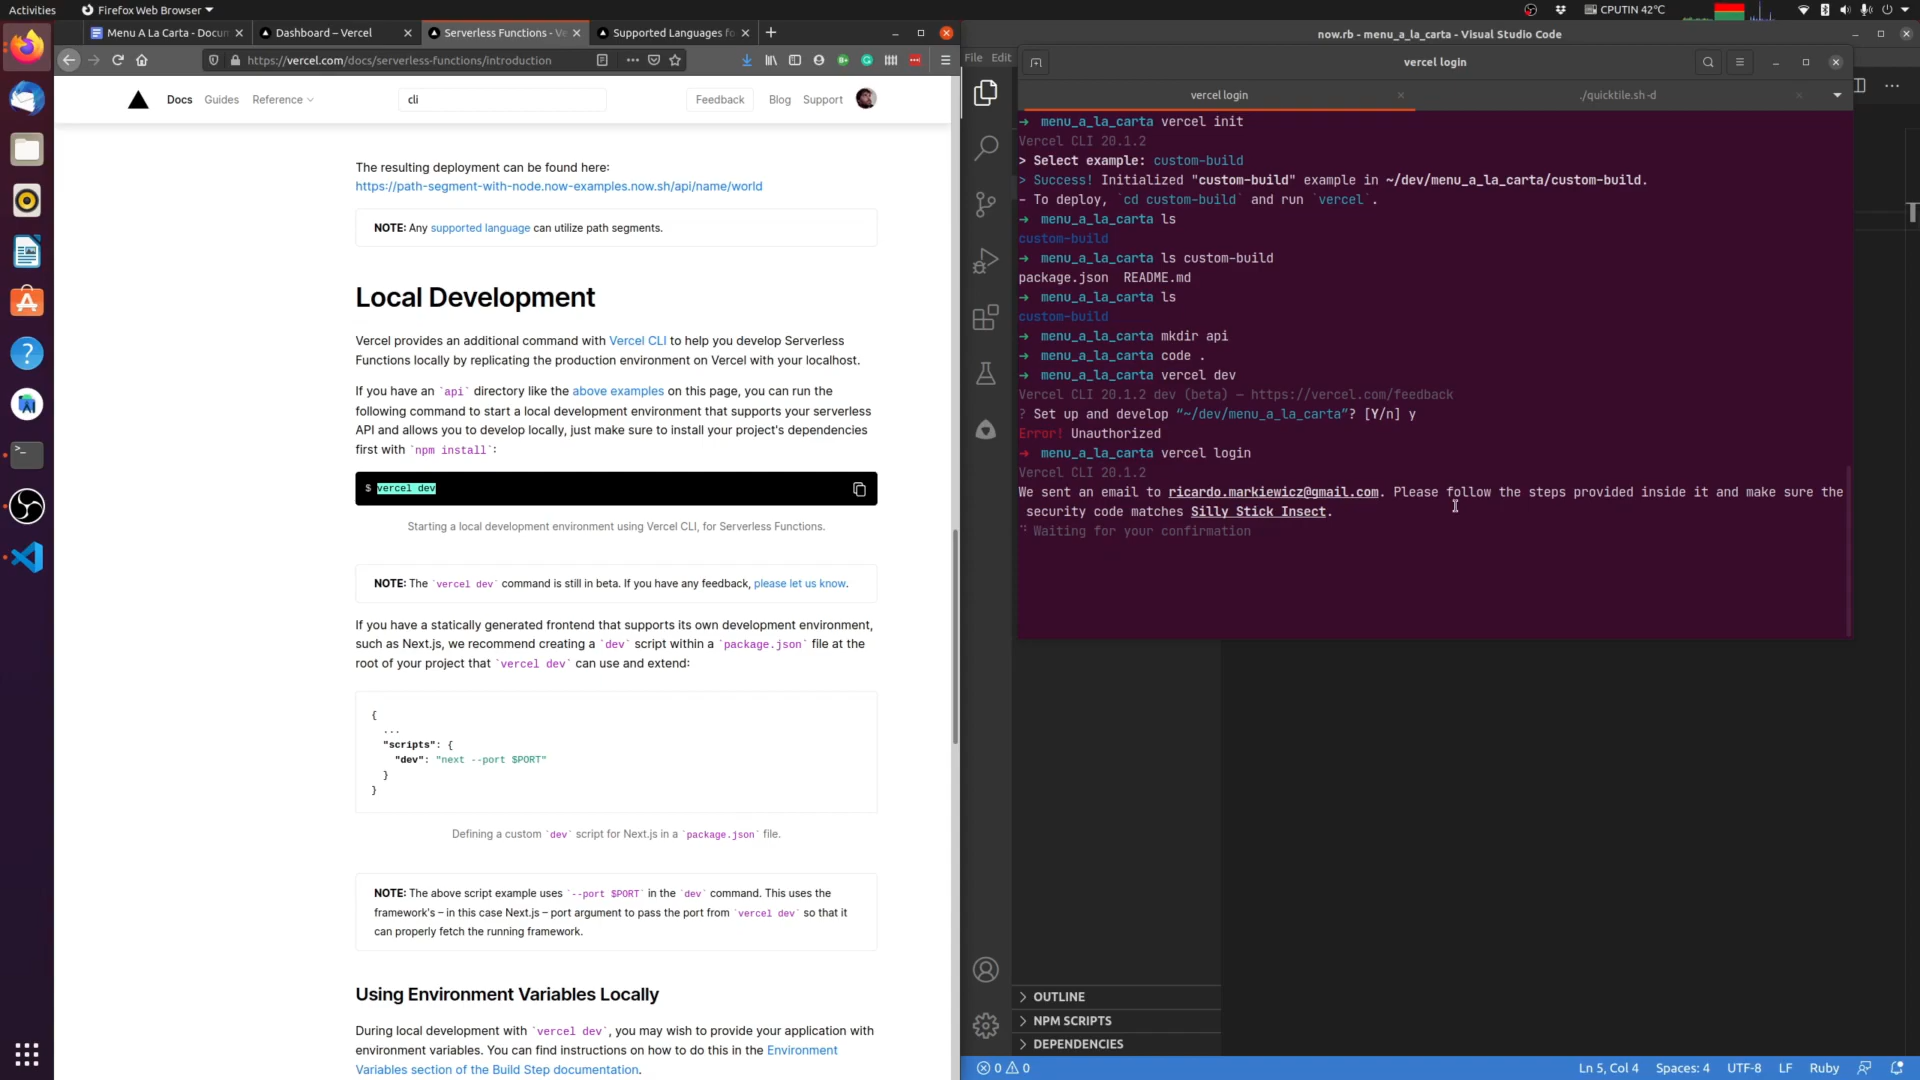 Activities
Firefox Web Browser
CPUTIN 42°C
Menu A La Carta - Docum
Dashboard – Vercel
Serverless Functions - Ve
Supported Languages fo
https://vercel.com/docs/serverless-functions/introduction
Docs
Guides
Reference
cli
Feedback
Blog
Support
The resulting deployment can be found here:
https://path-segment-with-node.now-examples.now.sh/api/name/world
NOTE: Any supported language can utilize path segments.
Local Development
Vercel provides an additional command with Vercel CLI to help you develop Serverless
Functions locally by replicating the production environment on Vercel with your localhost.
If you have an `api` directory like the above examples on this page, you can run the
following command to start a local development environment that supports your serverless
API and allows you to develop locally, just make sure to install your project's dependencies
first with `npm install`:
$ vercel dev
Starting a local development environment using Vercel CLI, for Serverless Functions.
NOTE: The `vercel dev` command is still in beta. If you have any feedback, please let us know.
If you have a statically generated frontend that supports its own development environment,
such as Next.js, we recommend creating a `dev` script within a `package.json` file at the
root of your project that `vercel dev` can use and extend:
{
...
"scripts": {
"dev": "next --port $PORT"
}
}
Defining a custom `dev` script for Next.js in a `package.json` file.
NOTE: The above script example uses `--port $PORT` in the `dev` command. This uses the
framework's – in this case Next.js – port argument to pass the port from `vercel dev` so that it
can properly fetch the running framework.
Using Environment Variables Locally
During local development with `vercel dev`, you may wish to provide your application with
environment variables. You can find instructions on how to do this in the Environment
Variables section of the Build Step documentation.
now.rb - menu_a_la_carta - Visual Studio Code
File Edit
vercel login
vercel login
./quicktile.sh -d
→ menu_a_la_carta vercel init
Vercel CLI 20.1.2
> Select example: custom-build
> Success! Initialized "custom-build" example in ~/dev/menu_a_la_carta/custom-build.
- To deploy, `cd custom-build` and run `vercel`.
→ menu_a_la_carta ls
custom-build
→ menu_a_la_carta ls custom-build
package.json README.md
→ menu_a_la_carta ls
custom-build
→ menu_a_la_carta mkdir api
→ menu_a_la_carta code .
→ menu_a_la_carta vercel dev
Vercel CLI 20.1.2 dev (beta) — https://vercel.com/feedback
? Set up and develop “~/dev/menu_a_la_carta”? [Y/n] y
Error! Unauthorized
→ menu_a_la_carta vercel login
Vercel CLI 20.1.2
We sent an email to ricardo.markiewicz@gmail.com. Please follow the steps provided inside it and make sure the
security code matches Silly Stick Insect.
Waiting for your confirmation
OUTLINE
NPM SCRIPTS
DEPENDENCIES
0 0
Ln 5, Col 4
Spaces: 4
UTF-8
LF
Ruby